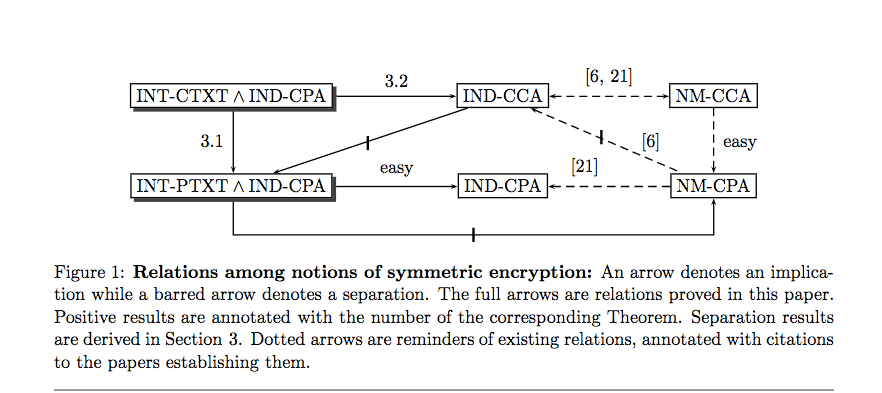 3.2
[6, 21]
INT-CTXT ∧ IND-CPA
IND-CCA
NM-CCA
3.1
[6]
easy
easy
[21]
INT-PTXT ∧ IND-CPA
IND-CPA
NM-CPA
Figure 1: Relations among notions of symmetric encryption: An arrow denotes an implica-
tion while a barred arrow denotes a separation. The full arrows are relations proved in this paper.
Positive results are annotated with the number of the corresponding Theorem. Separation results
are derived in Section 3. Dotted arrows are reminders of existing relations, annotated with citations
to the papers establishing them.